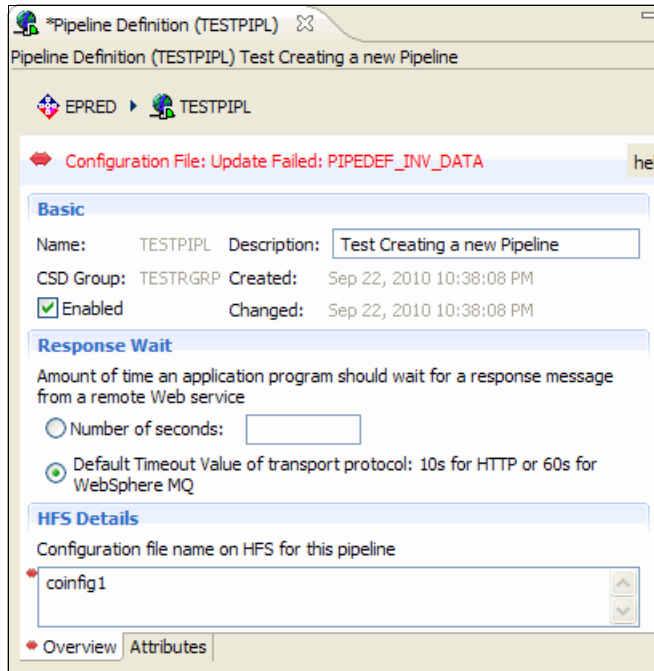 *Pipeline Definition (TESTPIPL)
Pipeline Definition (TESTPIPL) Test Creating a new Pipeline
EPRED TESTPIPL
Configuration File: Update Failed: PIPEDEF_INV_DATA he
Basic
Name: TESTPIPL Description: Test Creating a new Pipeline
CSD Group: TESTRGRP Created: Sep 22, 2010 10:38:08 PM
Enabled Changed: Sep 22, 2010 10:38:08 PM
Response Wait
Amount of time an application program should wait for a response message
from a remote Web service
Number of seconds:
Default Timeout Value of transport protocol: 10s for HTTP or 60s for
WebSphere MQ
HFS Details
Configuration file name on HFS for this pipeline
coinfig1
Overview Attributes